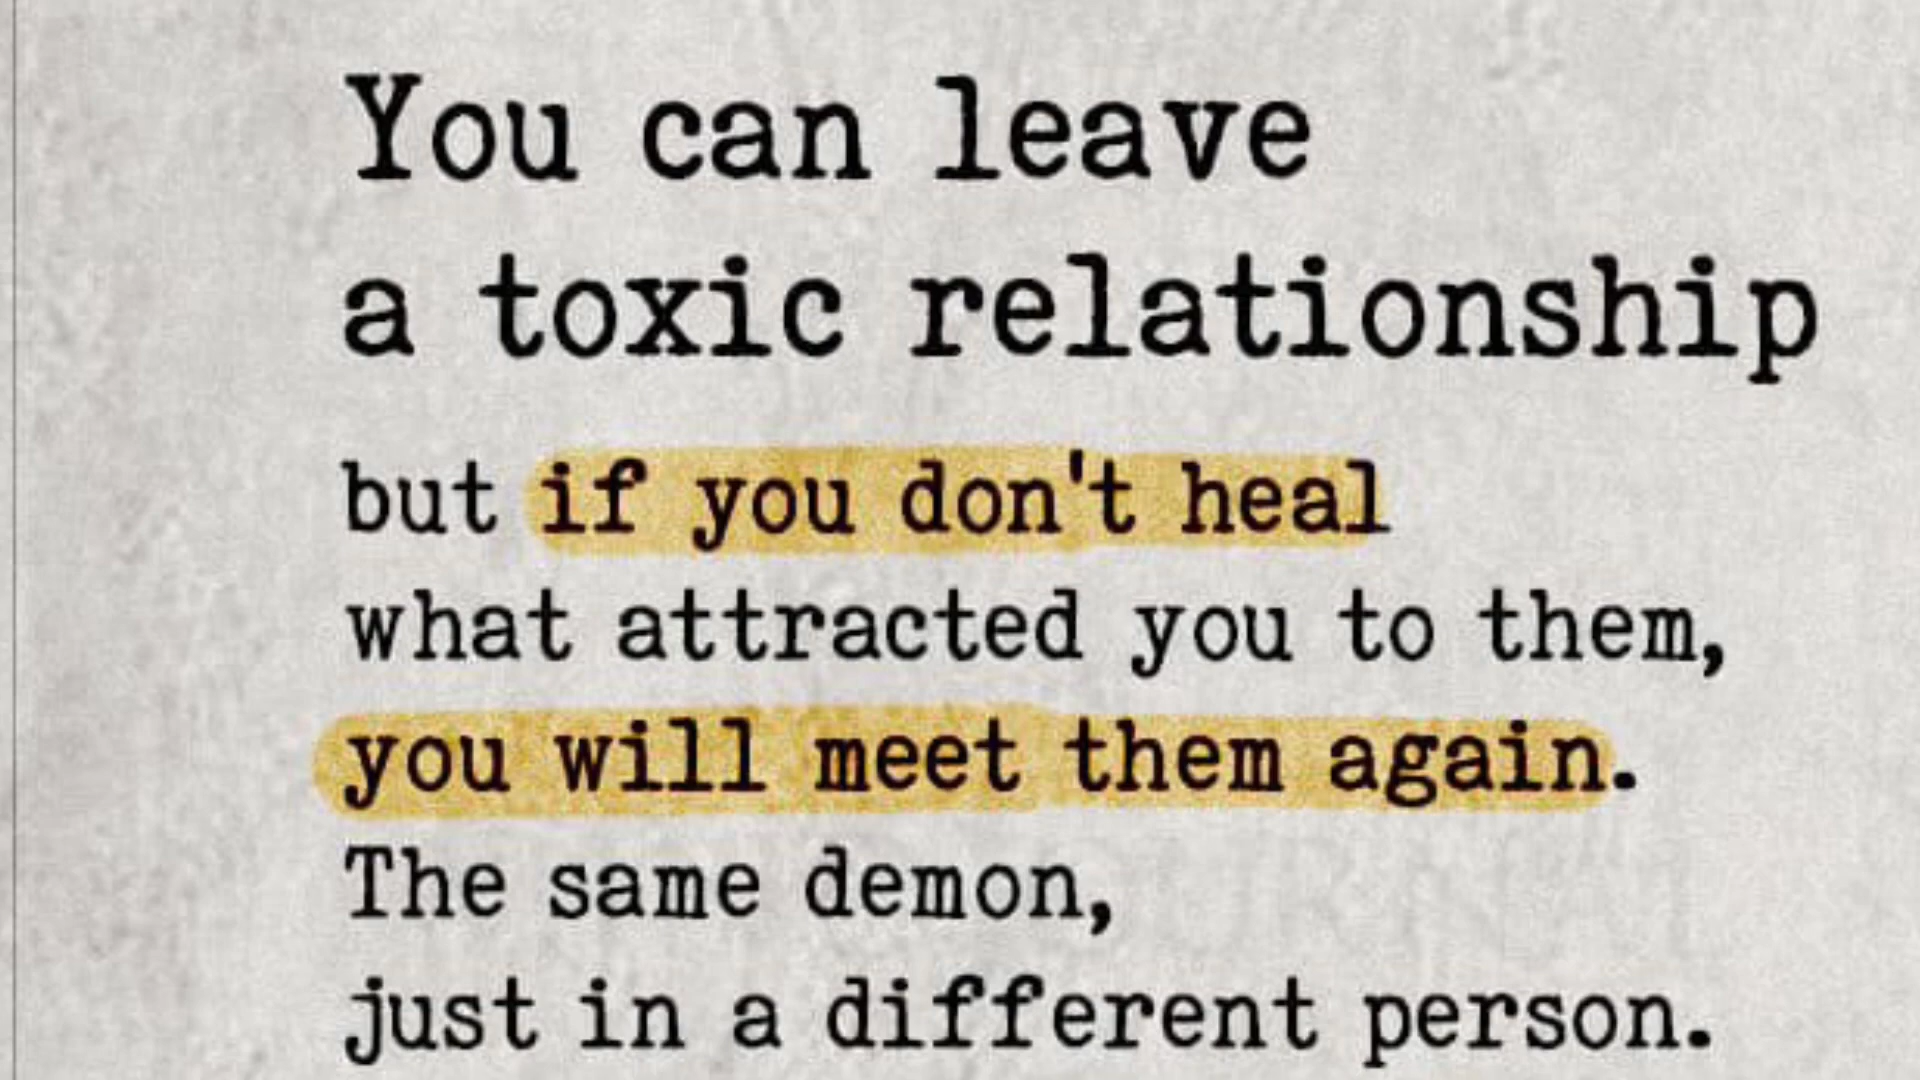 You can leave
a toxic relationship
but if you don't heal
what attracted you to them,
you will meet them again.
The same demon,
just in a different person.